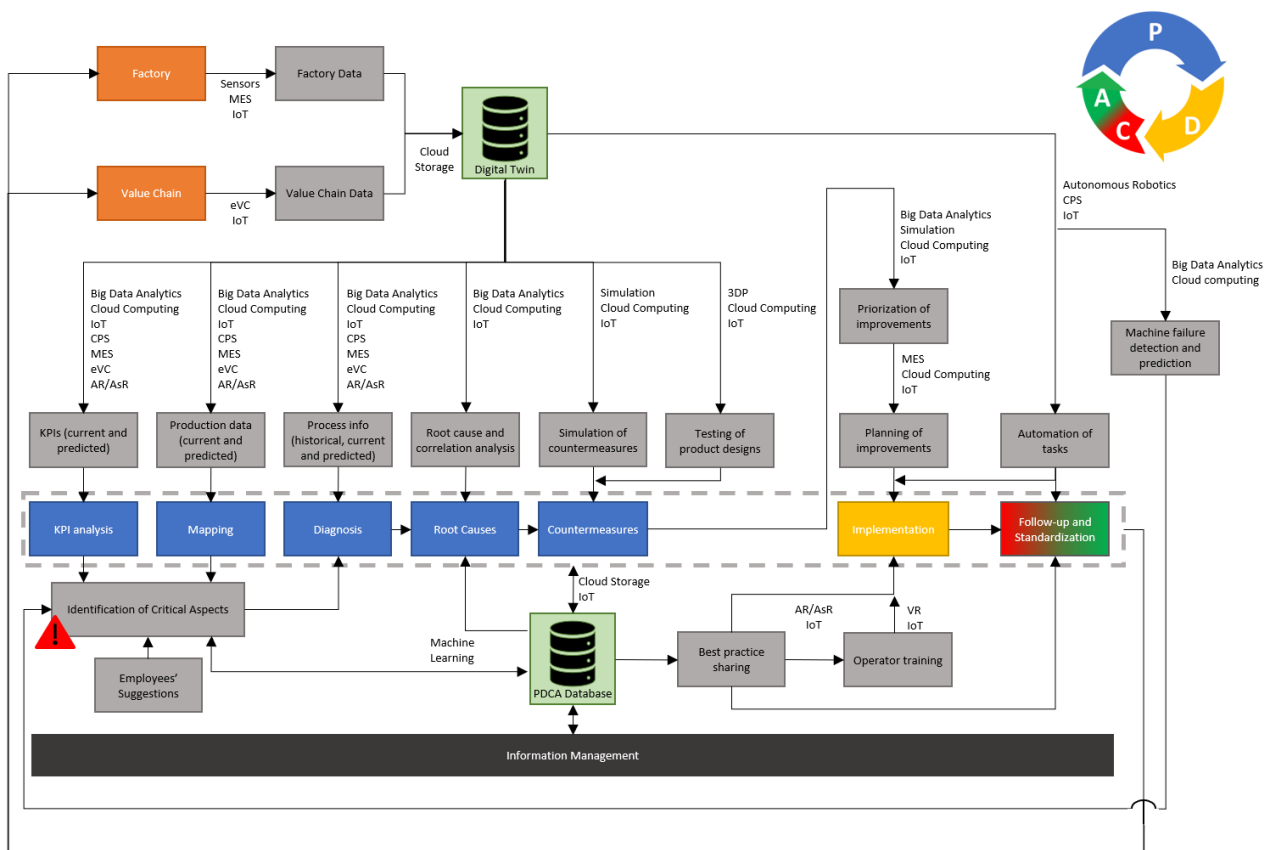 P
A
C
D
Factory
Sensors
MES
IoT
Factory Data
Cloud
Storage
Digital Twin
Value Chain
eVC
IoT
Value Chain Data
Autonomous Robotics
CPS
IoT
Big Data Analytics
Simulation
Cloud Computing
IoT
Big Data Analytics
Cloud computing
Big Data Analytics
Cloud Computing
IoT
CPS
MES
eVC
AR/AsR
Big Data Analytics
Cloud Computing
IoT
CPS
MES
eVC
AR/AsR
Big Data Analytics
Cloud Computing
IoT
CPS
MES
eVC
AR/AsR
Big Data Analytics
Cloud Computing
IoT
Simulation
Cloud Computing
IoT
3DP
Cloud Computing
IoT
Priorization of
improvements
Machine failure
detection and
prediction
MES
Cloud Computing
IoT
KPIs (current and
predicted)
Production data
(current and
predicted)
Process info
(historical, current
and predicted)
Root cause and
correlation analysis
Simulation of
countermeasures
Testing of
product designs
Planning of
improvements
Automation of
tasks
KPI analysis
Mapping
Diagnosis
Root Causes
Countermeasures
Implementation
Follow-up and
Standardization
Identification of Critical Aspects
!
Cloud Storage
IoT
Employees'
Suggestions
Machine
Learning
PDCA Database
Best practice
sharing
AR/AsR
IoT
VR
IoT
Operator training
Information Management